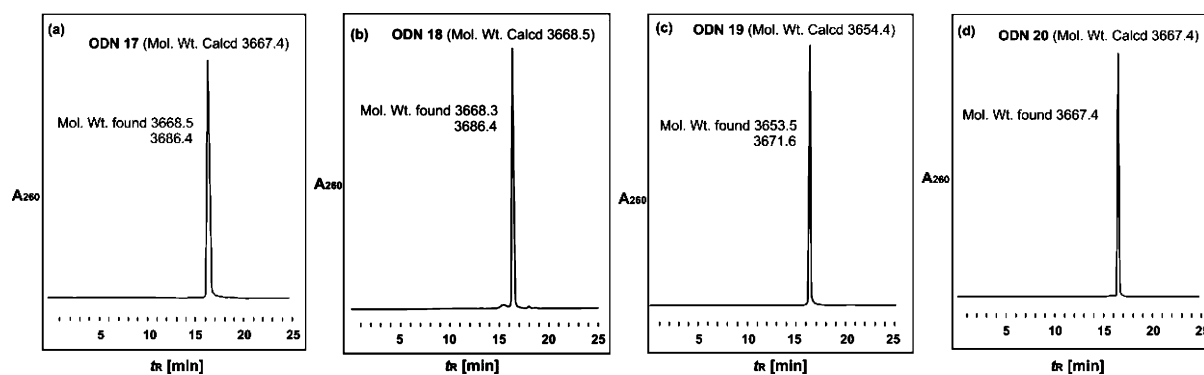 (a)
ODN 17 (Mol. Wt. Calcd 3667.4)
Mol. Wt. found 3668.5
3686.4
A260
5 10 15 20 25
tR [min]
(b)
ODN 18 (Mol. Wt. Calcd 3668.5)
Mol. Wt. found 3668.3
3686.4
A260
5 10 15 20 25
tR [min]
(c)
ODN 19 (Mol. Wt. Calcd 3654.4)
Mol. Wt. found 3653.5
3671.6
A260
5 10 15 20 25
tR [min]
(d)
ODN 20 (Mol. Wt. Calcd 3667.4)
Mol. Wt. found 3667.4
A260
5 10 15 20 25
tR [min]